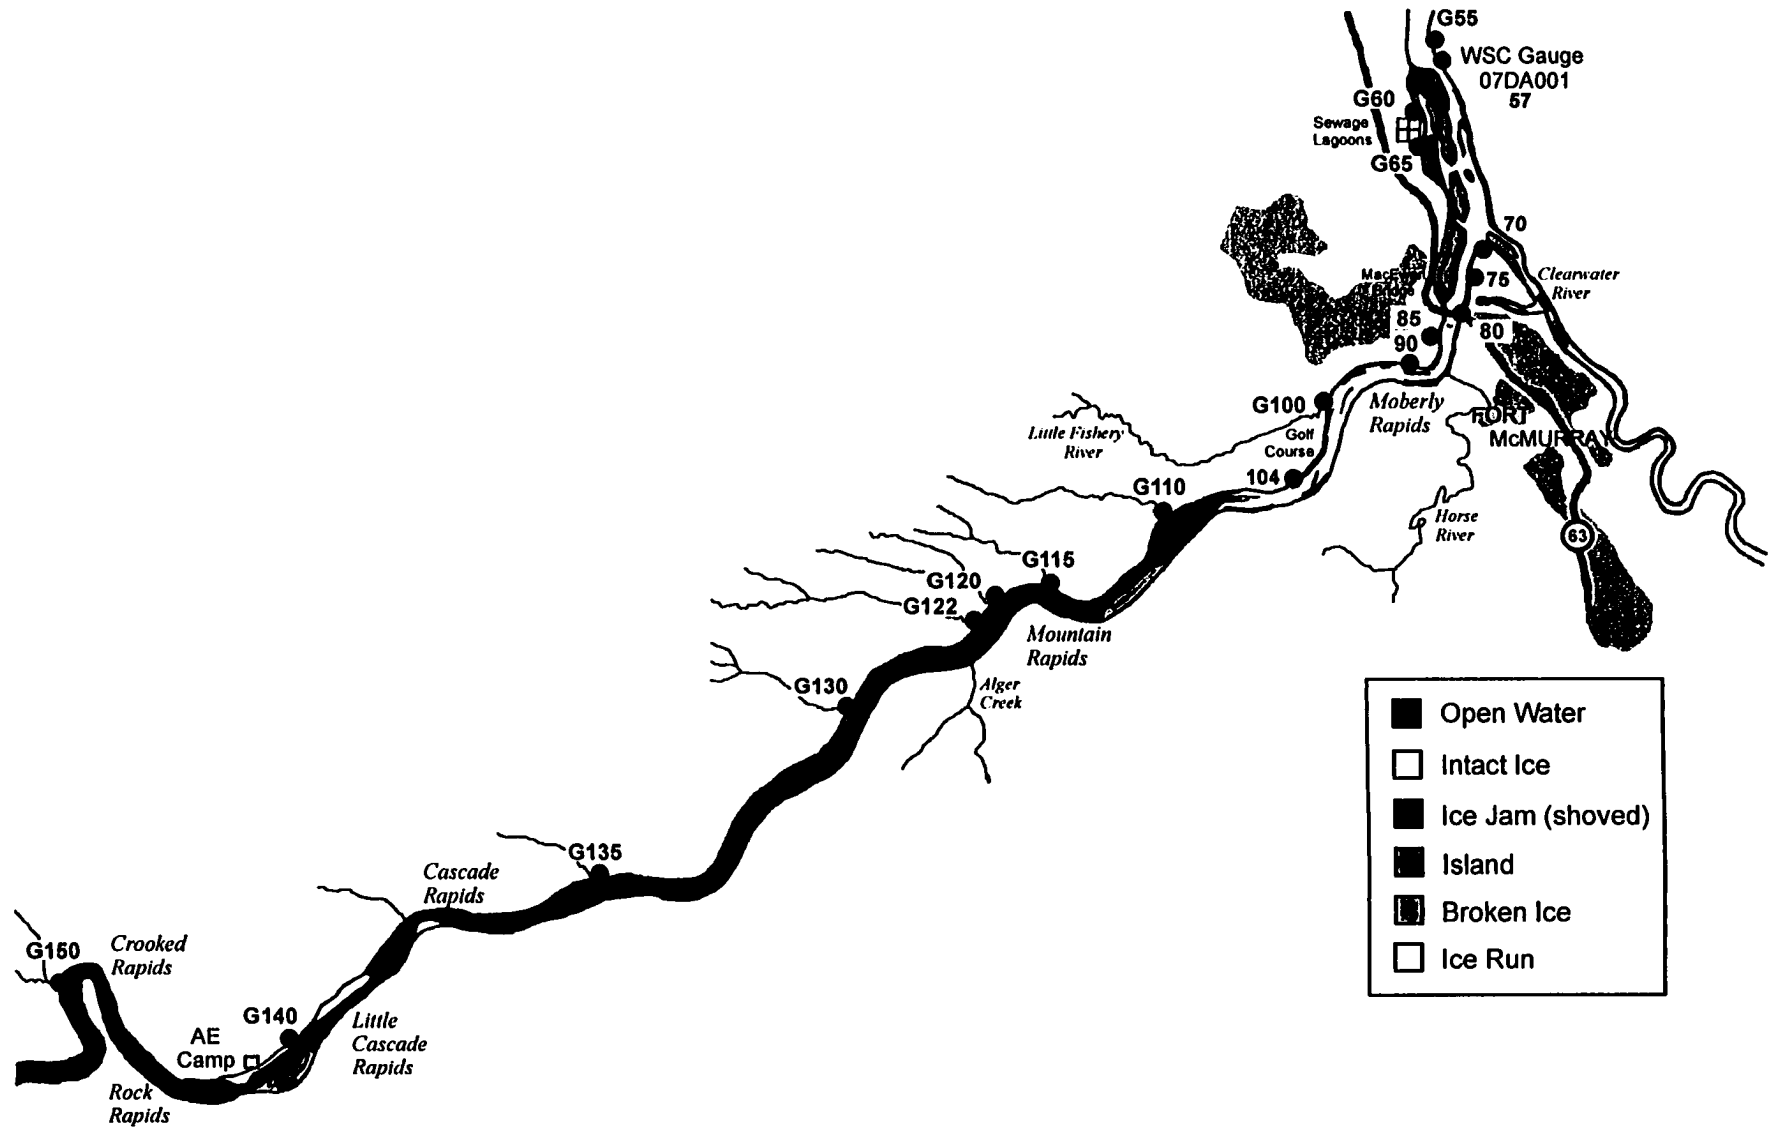 G55
WSC Gauge
07DA001
57
G60
Sewage
Lagoons
G65
70
Clearwater
River
75
85
80
90
G100
Moberly
Rapids
FORT
McMURRAY
Little Fishery
River
Golf
Course
104
G110
Horse
River
63
G115
G120
G122
Mountain
Rapids
G130
Alger
Creek
Open Water
Intact Ice
Ice Jam (shoved)
Island
Broken Ice
Ice Run
G135
Cascade
Rapids
G150
Crooked
Rapids
G140
AE
Camp
Little
Cascade
Rapids
Rock
Rapids